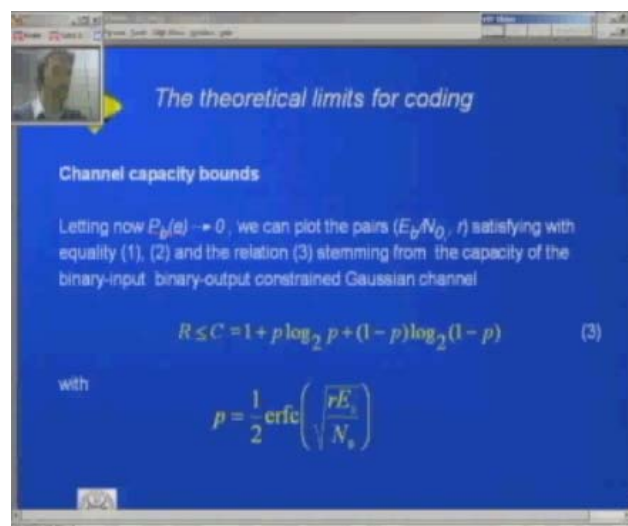 The theoretical limits for coding
Channel capacity bounds
Letting now P_b(e) → 0 , we can plot the pairs (E_b/N_0, r) satisfying with
equality (1), (2) and the relation (3) stemming from the capacity of the
binary-input binary-output constrained Gaussian channel
R ≤ C = 1 + p log_2 p + (1 − p) log_2 (1 − p) (3)
with
p = 1/2 erfc(√(rE_b/N_0))